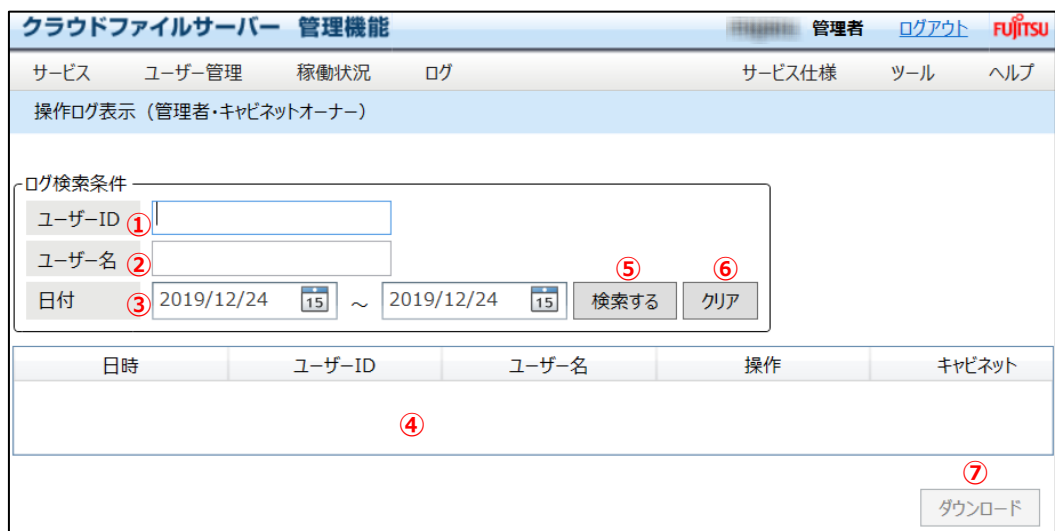 クラウドファイルサーバー 管理機能 管理者 ログアウト FUJITSU
サービス ユーザー管理 稼働状況 ログ サービス仕様 ツール ヘルプ
操作ログ表示（管理者・キャビネットオーナー）
ログ検索条件
ユーザーID ①
ユーザー名 ②
⑤ ⑥
日付 ③ 2019/12/24 15 ～ 2019/12/24 15 検索する クリア
日時 ユーザーID ユーザー名 操作 キャビネット
④
⑦
ダウンロード